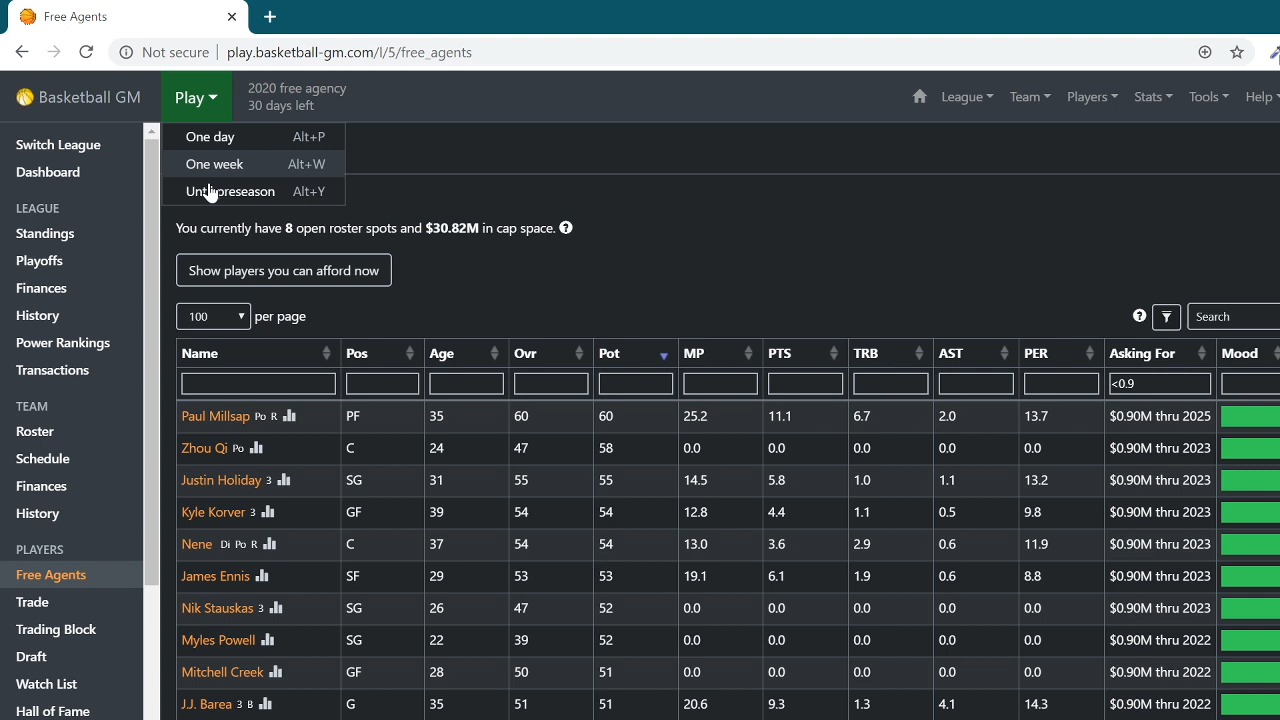 Free Agents
Not secure play.basketball-gm.com/l/5/free_agents
Basketball GM Play 2020 free agency League Team Players Stats Tools Help
30 days left
Switch League
Dashboard
LEAGUE
Standings
Playoffs
Finances
History
Power Rankings
Transactions
TEAM
Roster
Schedule
Finances
History
PLAYERS
Free Agents
Trade
Trading Block
Draft
Watch List
Hall of Fame
One day Alt+P
One week Alt+W
Until preseason Alt+Y
You currently have 8 open roster spots and $30.82M in cap space.
Show players you can afford now
100 per page Search
Name Pos Age Ovr Pot MP PTS TRB AST PER Asking For Mood
<0.9
Paul Millsap Po R PF 35 60 60 25.2 11.1 6.7 2.0 13.7 $0.90M thru 2025
Zhou Qi Po C 24 47 58 0.0 0.0 0.0 0.0 0.0 $0.90M thru 2023
Justin Holiday 3 SG 31 55 55 14.5 5.8 1.0 1.1 13.2 $0.90M thru 2023
Kyle Korver 3 GF 39 54 54 12.8 4.4 1.1 0.5 9.8 $0.90M thru 2023
Nene Di Po R C 37 54 54 13.0 3.6 2.9 0.6 11.9 $0.90M thru 2023
James Ennis SF 29 53 53 19.1 6.1 1.9 0.6 8.8 $0.90M thru 2023
Nik Stauskas 3 SG 26 47 52 0.0 0.0 0.0 0.0 0.0 $0.90M thru 2023
Myles Powell SG 22 39 52 0.0 0.0 0.0 0.0 0.0 $0.90M thru 2022
Mitchell Creek GF 28 50 51 0.0 0.0 0.0 0.0 0.0 $0.90M thru 2022
J.J. Barea 3 B G 35 51 51 20.6 9.3 1.3 4.1 14.3 $0.90M thru 2022